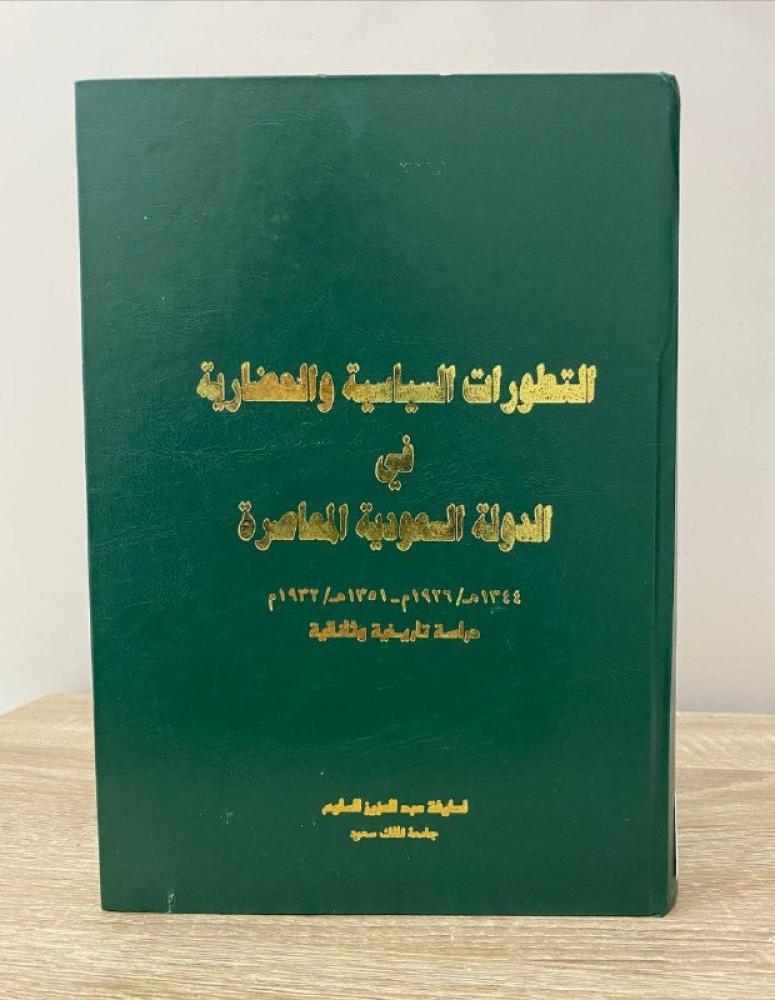 التطورات السياسية والحضارية
في
الدولة السعودية المعاصرة
١٣٤٤هـ/١٩٢٦م-١٣٥١هـ/١٩٣٢م
دراسة تاريخية وثائقية
لطيفة عبد العزيز السليم
جامعة الملك سعود